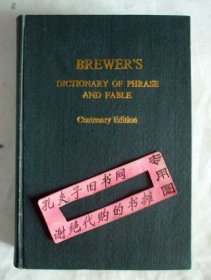 BREWER'S
DICTIONARY OF PHRASE
AND FABLE
Centenary Edition
孔夫子旧书网
谢绝代购的书摊
专用图